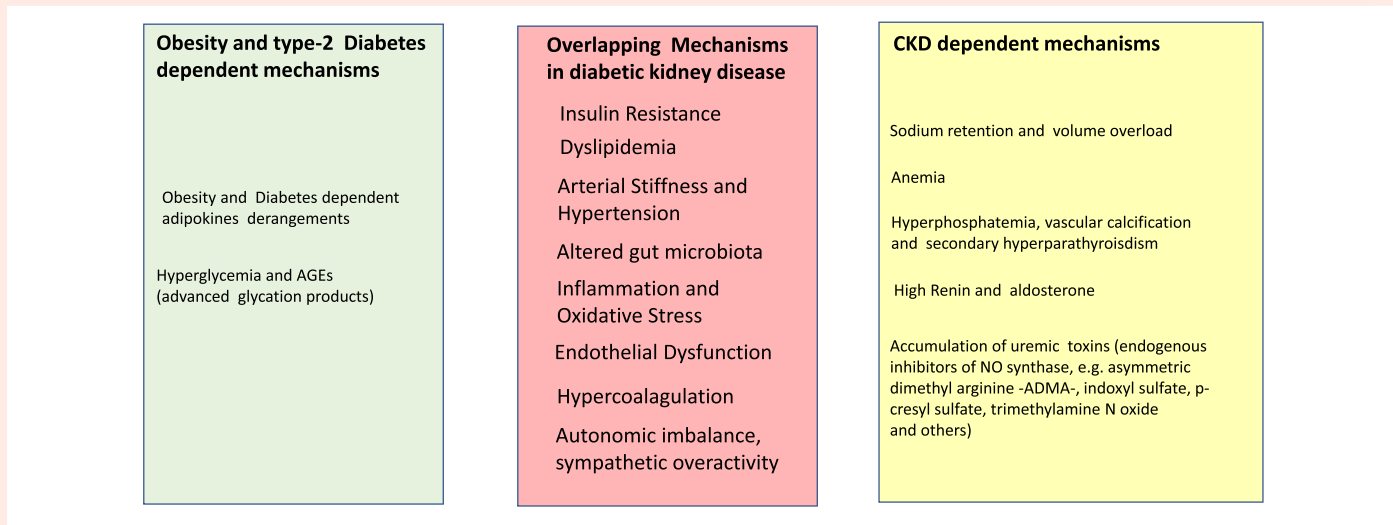 Obesity and type-2 Diabetes
dependent mechanisms
Obesity and Diabetes dependent
adipokines derangements
Hyperglycemia and AGEs
(advanced glycation products)
Overlapping Mechanisms
in diabetic kidney disease
Insulin Resistance
Dyslipidemia
Arterial Stiffness and
Hypertension
Altered gut microbiota
Inflammation and
Oxidative Stress
Endothelial Dysfunction
Hypercoalagulation
Autonomic imbalance,
sympathetic overactivity
CKD dependent mechanisms
Sodium retention and volume overload
Anemia
Hyperphosphatemia, vascular calcification
and secondary hyperparathyroisdism
High Renin and aldosterone
Accumulation of uremic toxins (endogenous
inhibitors of NO synthase, e.g. asymmetric
dimethyl arginine -ADMA-, indoxyl sulfate, p-
cresyl sulfate, trimethylamine N oxide
and others)